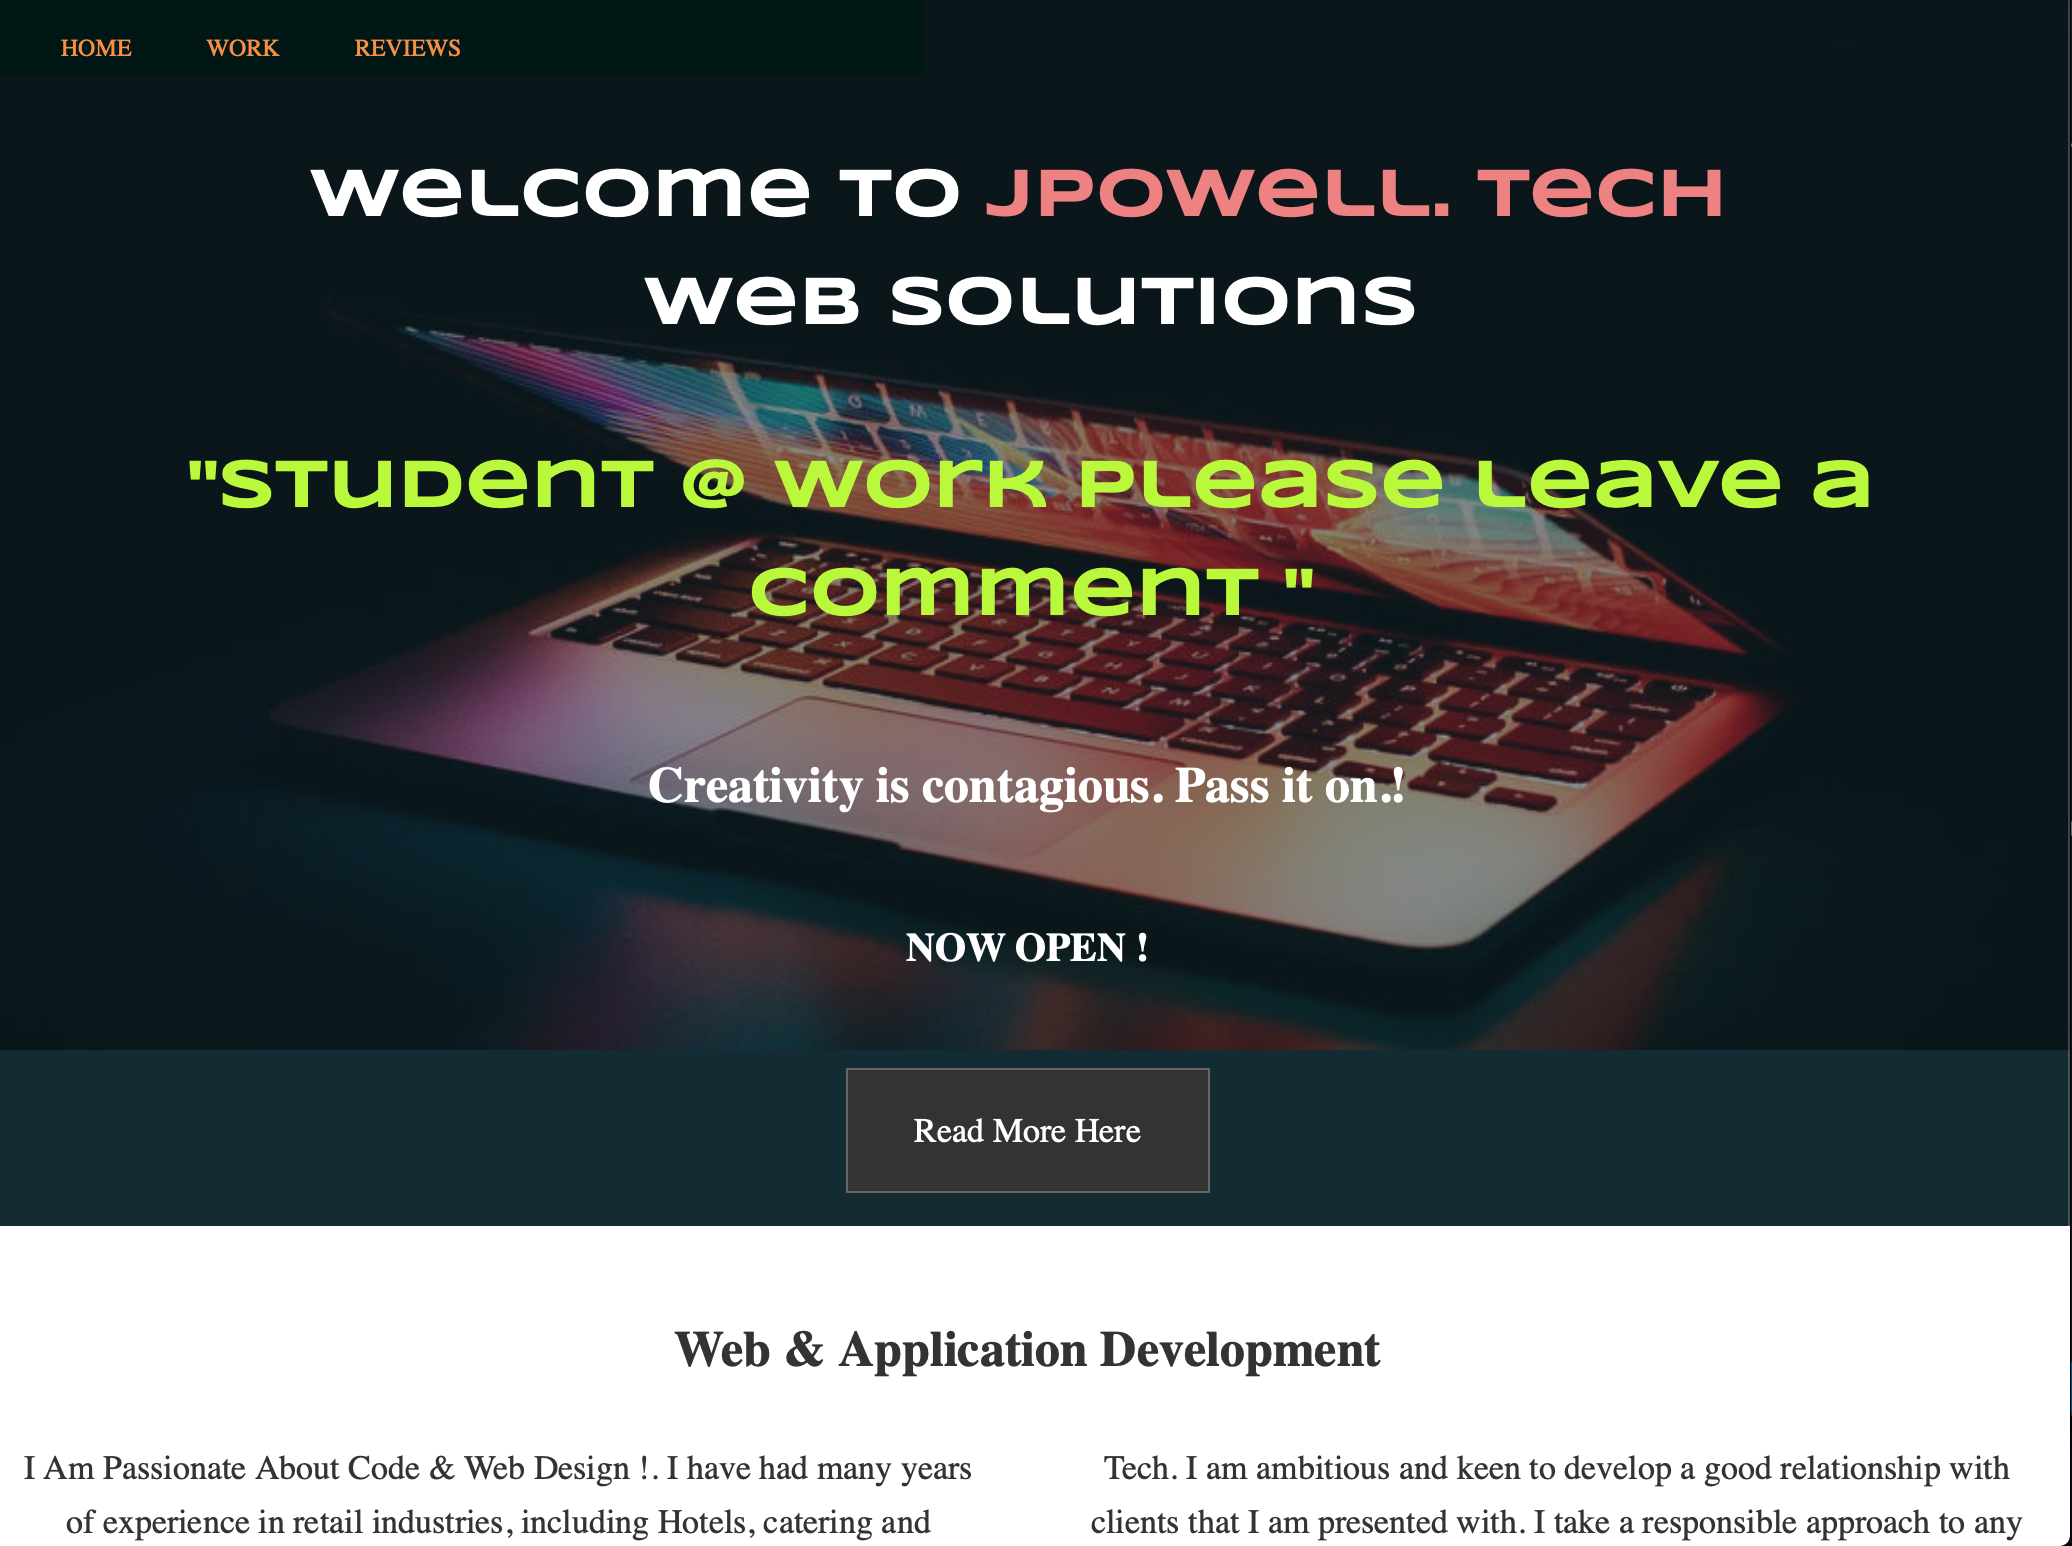 HOME WORK REVIEWS
Welcome to JPowell. Tech
Web Solutions
"Student @ Work Please Leave a
Comment "
Creativity is contagious. Pass it on.!
NOW OPEN !
Read More Here
Web & Application Development
I Am Passionate About Code & Web Design !. I have had many years
of experience in retail industries, including Hotels, catering and
Tech. I am ambitious and keen to develop a good relationship with
clients that I am presented with. I take a responsible approach to any